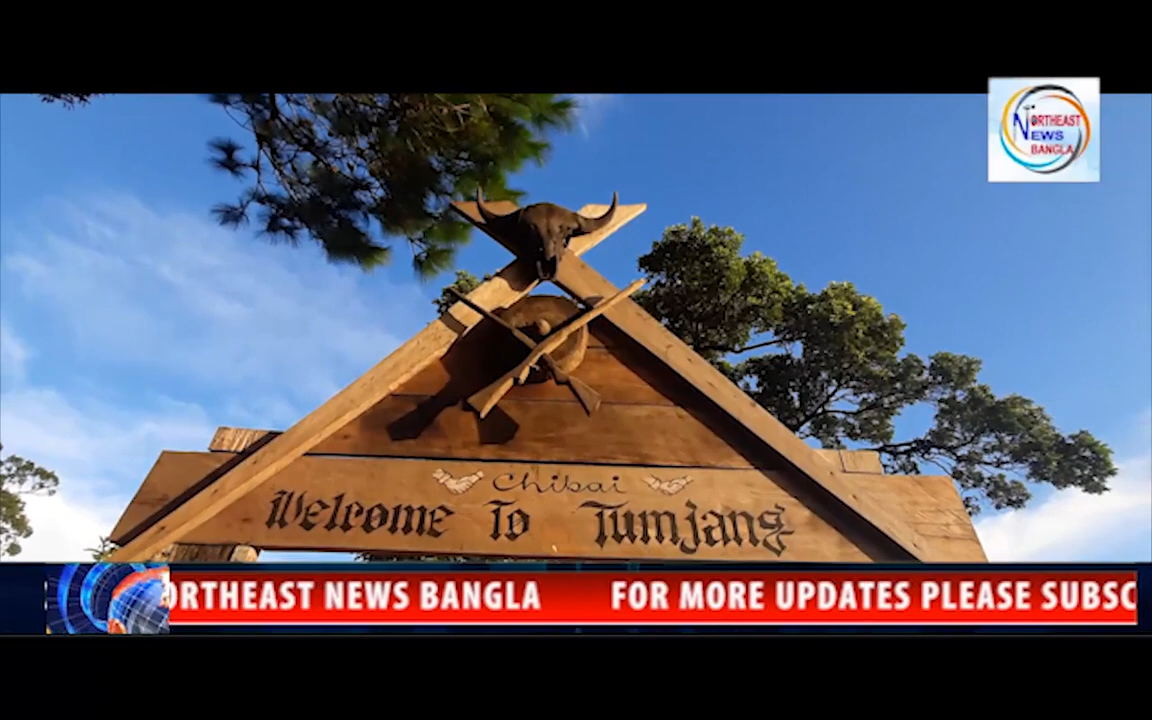 NORTHEAST
NEWS
BANGLA
Chibai
Welcome To Tumjang
ORTHEAST NEWS BANGLA FOR MORE UPDATES PLEASE SUBSC